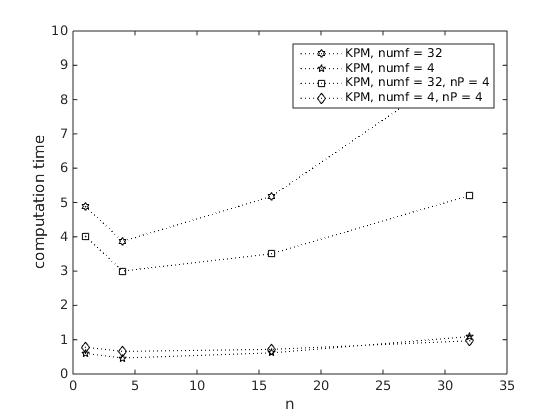 10
9
8
7
6
5
4
3
2
1
0
computation time
KPM, numf = 32
KPM, numf = 4
KPM, numf = 32, nP = 4
KPM, numf = 4, nP = 4
0 5 10 15 20 25 30 35
n